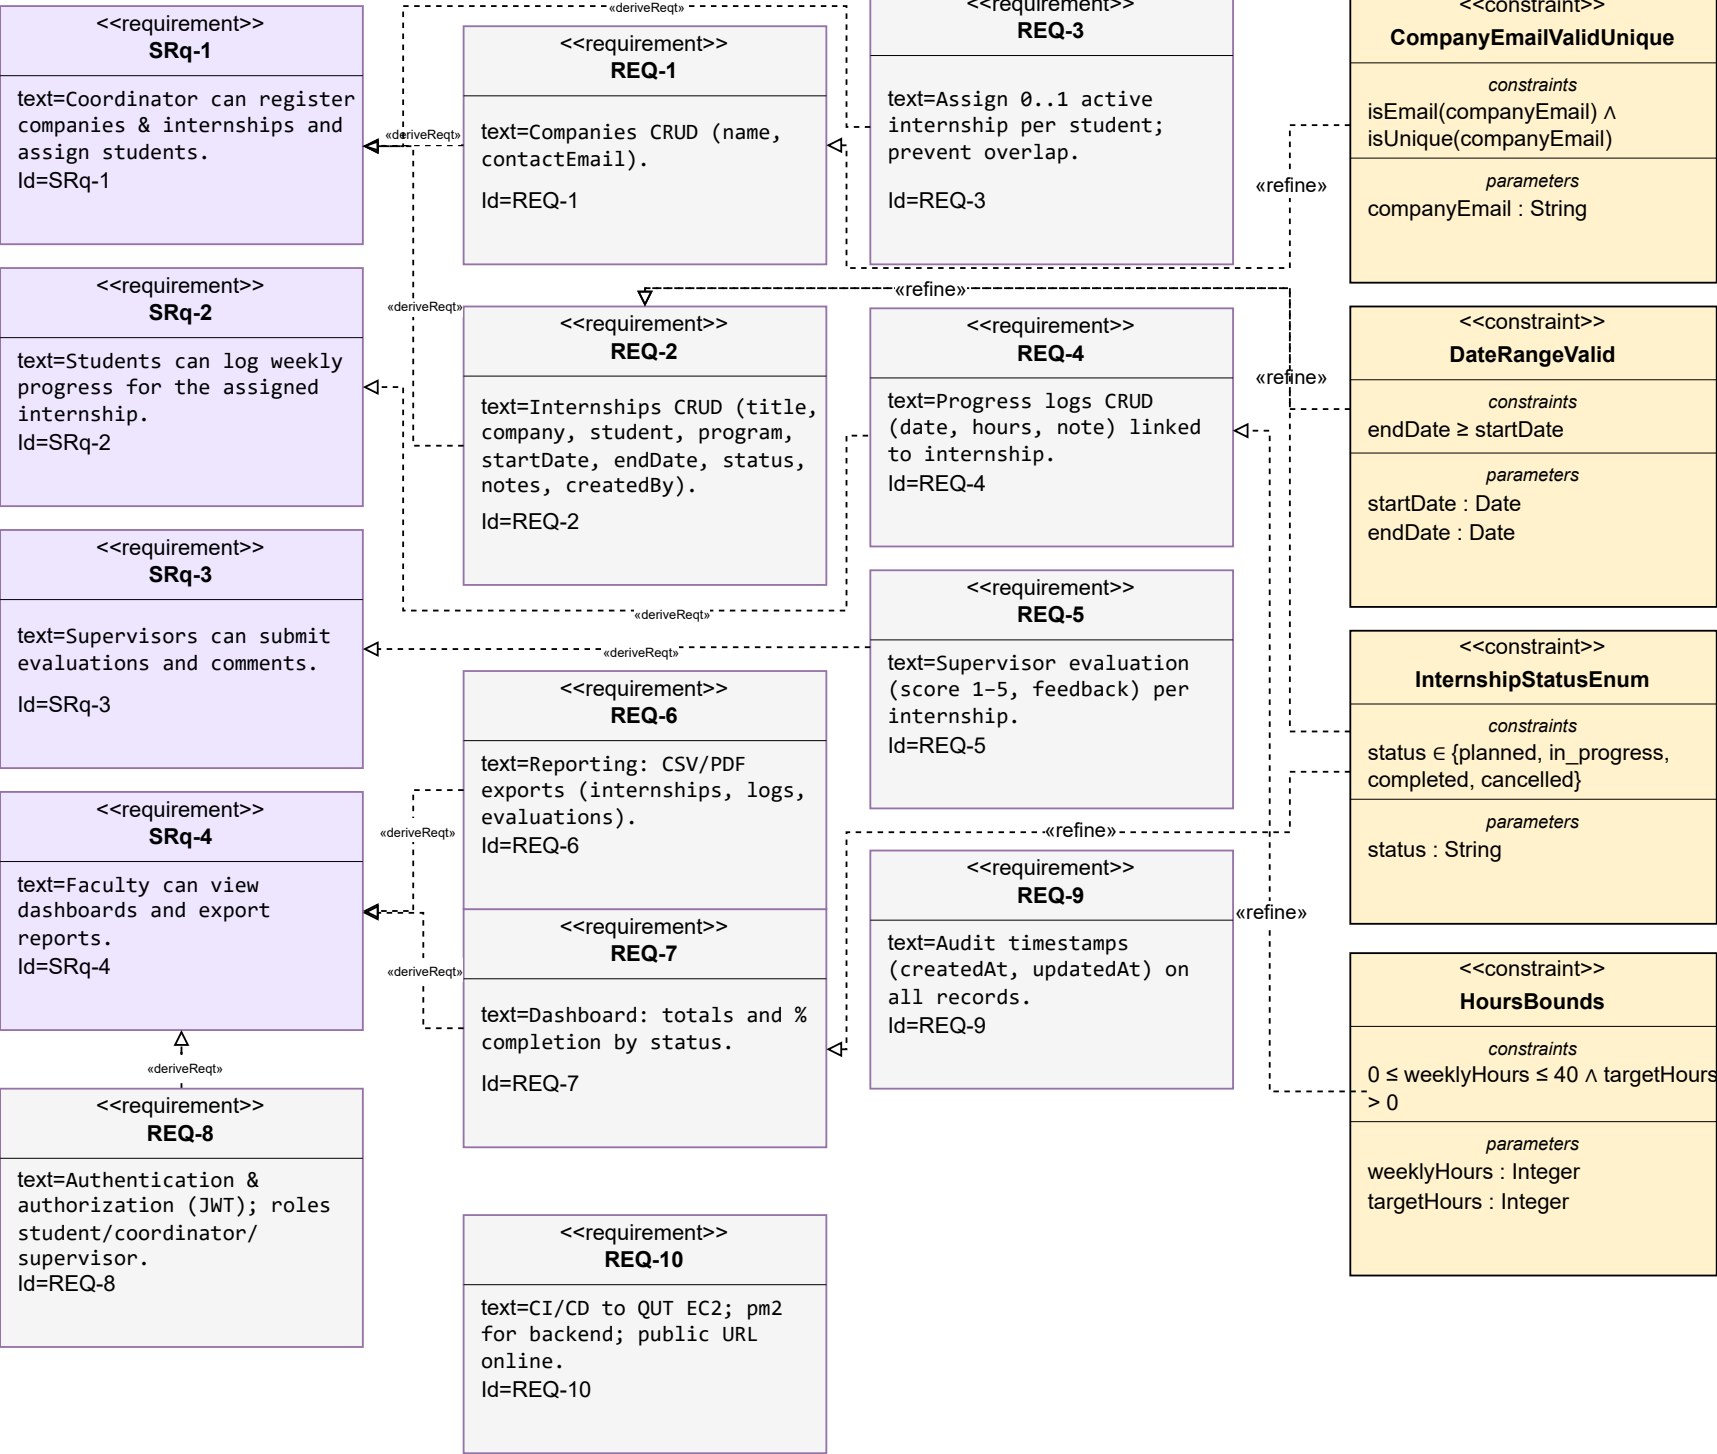 <<requirement>>
SRq-1
text=Coordinator can register
companies & internships and
assign students.
Id=SRq-1
<<requirement>>
SRq-2
text=Students can log weekly
progress for the assigned
internship.
Id=SRq-2
<<requirement>>
SRq-3
text=Supervisors can submit
evaluations and comments.
Id=SRq-3
<<requirement>>
SRq-4
text=Faculty can view
dashboards and export
reports.
Id=SRq-4
«deriveReqt»
<<requirement>>
REQ-8
text=Authentication &
authorization (JWT); roles
student/coordinator/
supervisor.
Id=REQ-8
«deriveReqt»
«deriveReqt»
«deriveReqt»
«deriveReqt»
«deriveReqt»
«deriveReqt»
«deriveReqt»
<<requirement>>
REQ-1
text=Companies CRUD (name,
contactEmail).
Id=REQ-1
<<requirement>>
REQ-2
text=Internships CRUD (title,
company, student, program,
startDate, endDate, status,
notes, createdBy).
Id=REQ-2
<<requirement>>
REQ-6
text=Reporting: CSV/PDF
exports (internships, logs,
evaluations).
Id=REQ-6
<<requirement>>
REQ-7
text=Dashboard: totals and %
completion by status.
Id=REQ-7
<<requirement>>
REQ-10
text=CI/CD to QUT EC2; pm2
for backend; public URL
online.
Id=REQ-10
<<requirement>>
REQ-3
text=Assign 0..1 active
internship per student;
prevent overlap.
Id=REQ-3
«refine»
<<requirement>>
REQ-4
text=Progress logs CRUD
(date, hours, note) linked
to internship.
Id=REQ-4
<<requirement>>
REQ-5
text=Supervisor evaluation
(score 1–5, feedback) per
internship.
Id=REQ-5
«refine»
<<requirement>>
REQ-9
text=Audit timestamps
(createdAt, updatedAt) on
all records.
Id=REQ-9
«refine»
«refine»
«refine»
<<constraint>>
CompanyEmailValidUnique
constraints
isEmail(companyEmail) ∧
isUnique(companyEmail)
parameters
companyEmail : String
<<constraint>>
DateRangeValid
constraints
endDate ≥ startDate
parameters
startDate : Date
endDate : Date
<<constraint>>
InternshipStatusEnum
constraints
status ∈ {planned, in_progress,
completed, cancelled}
parameters
status : String
<<constraint>>
HoursBounds
constraints
0 ≤ weeklyHours ≤ 40 ∧ targetHours
> 0
parameters
weeklyHours : Integer
targetHours : Integer